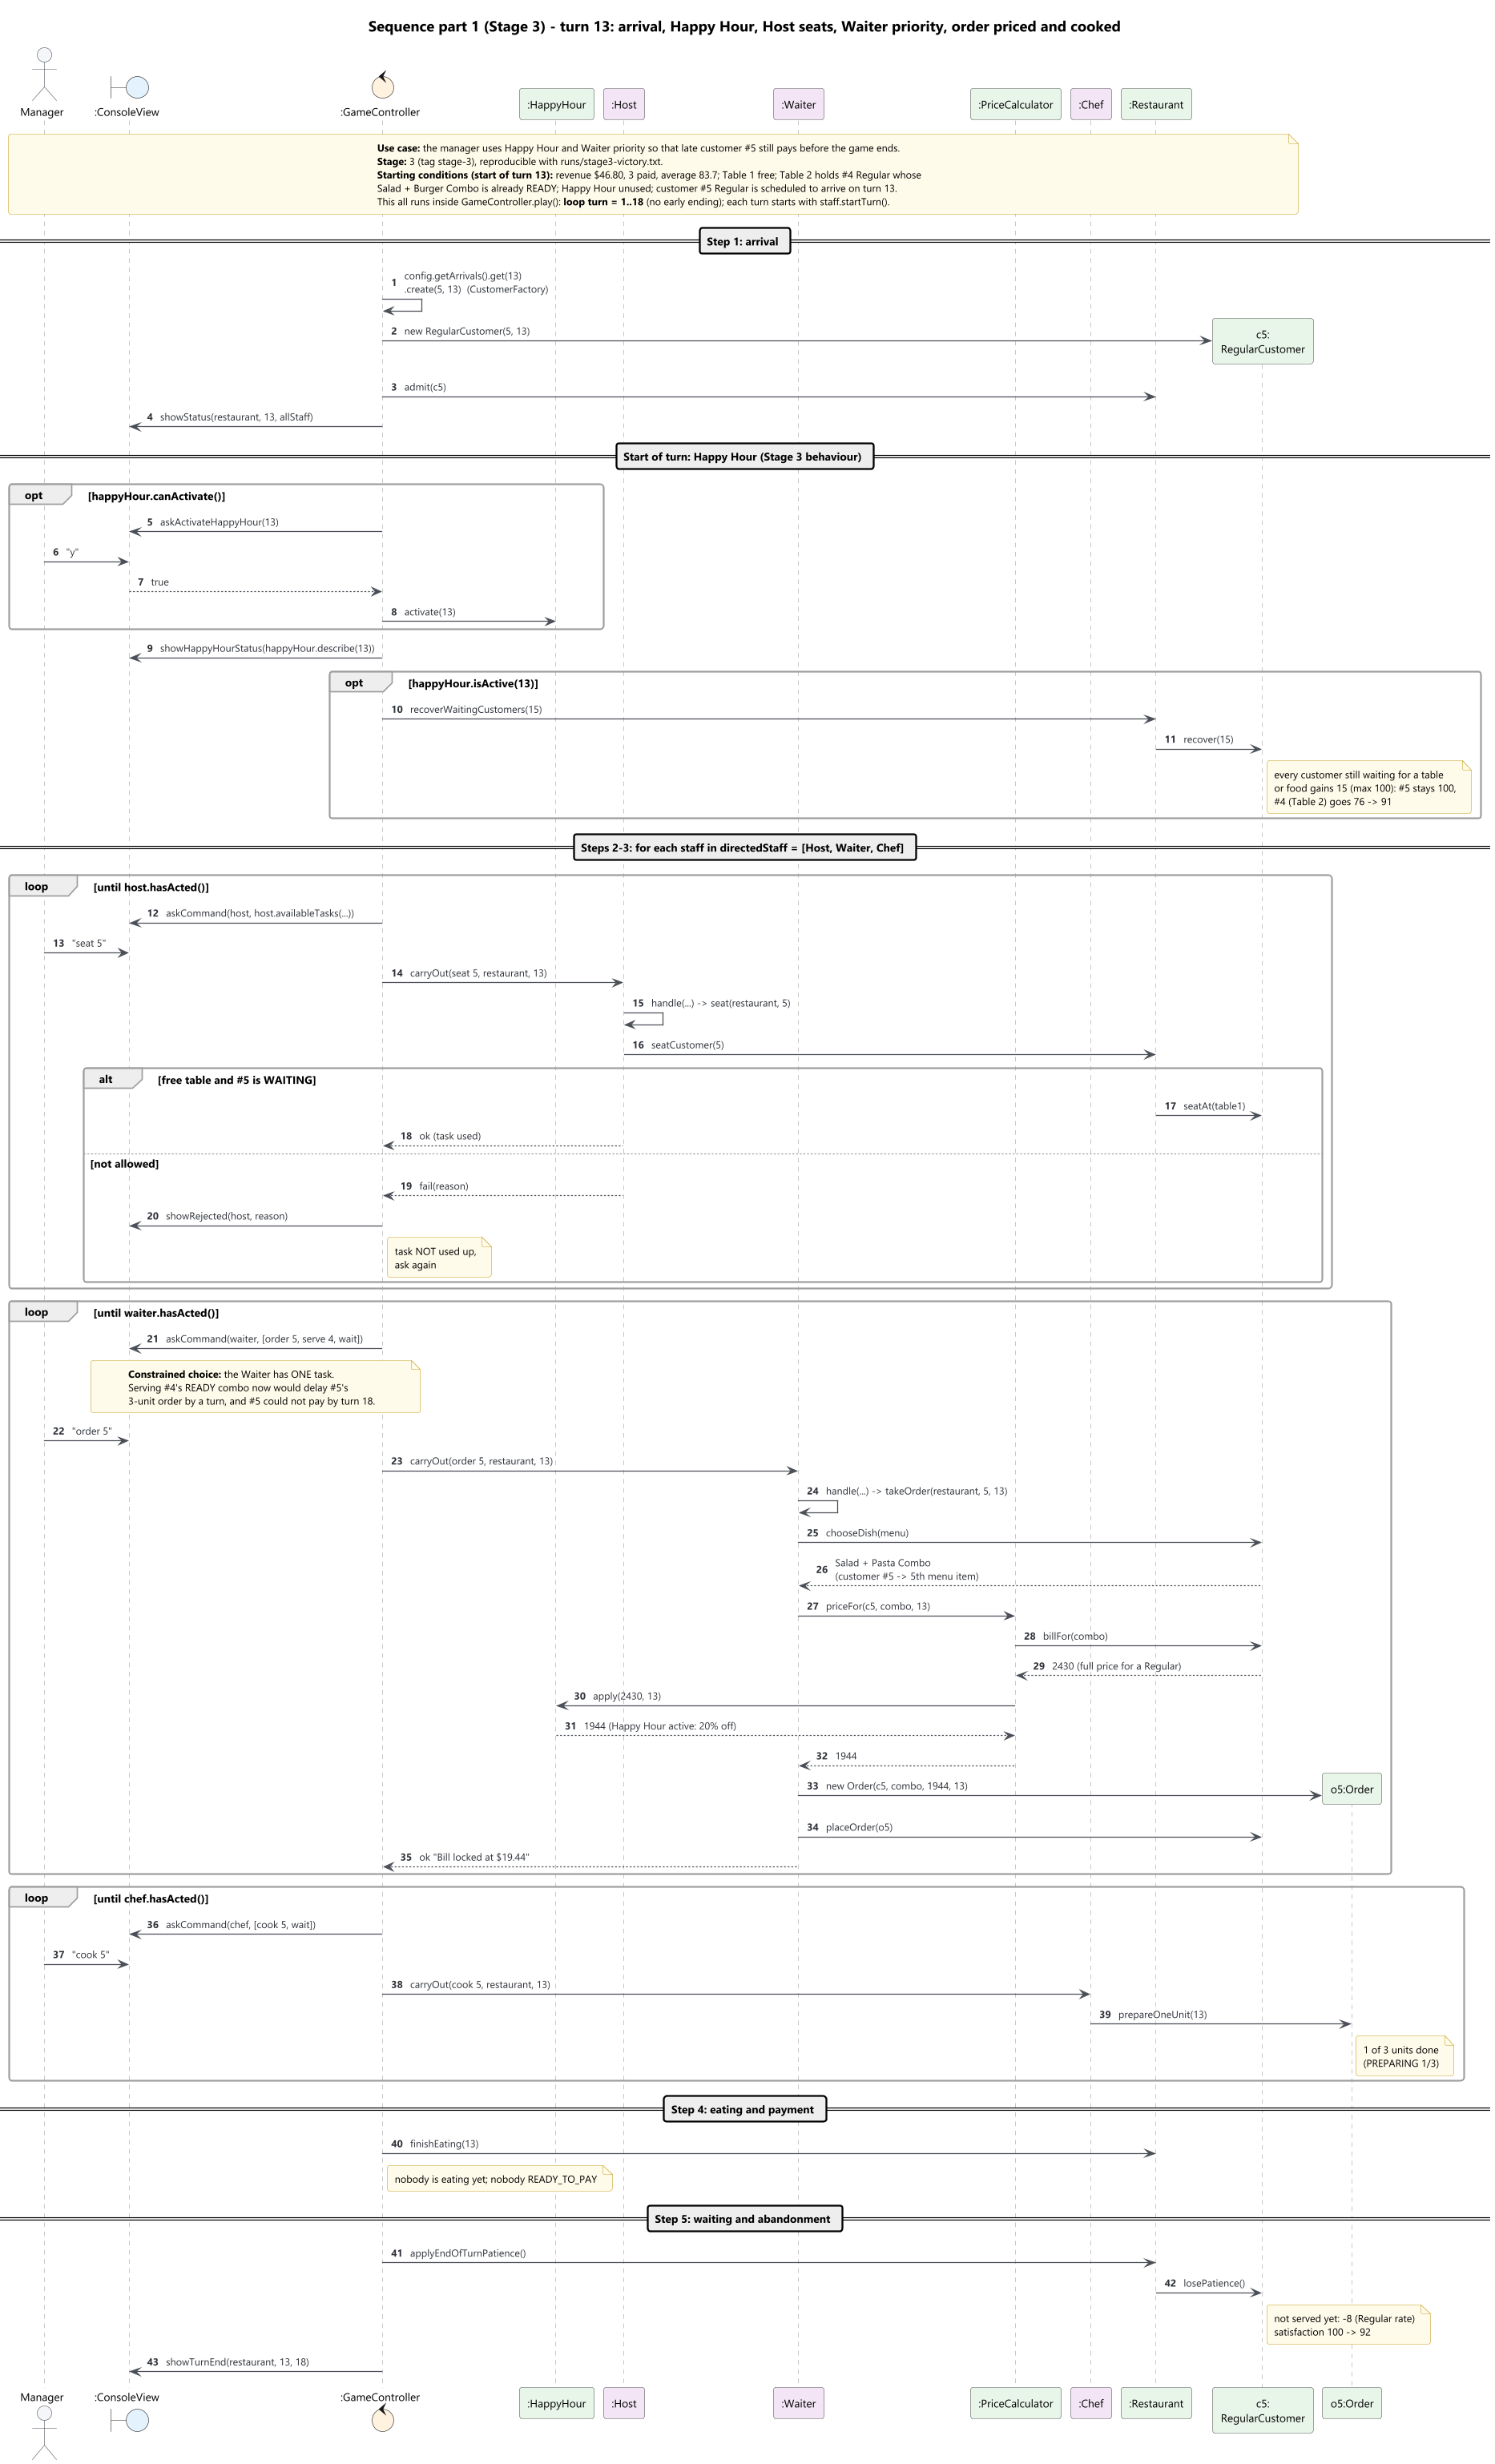 Sequence part 1 (Stage 3) - turn 13: arrival, Happy Hour, Host seats, Waiter priority, order priced and cooked
Manager
:ConsoleView
:GameController
:HappyHour
:Host
:Waiter
:PriceCalculator
:Chef
:Restaurant
Use case: the manager uses Happy Hour and Waiter priority so that late customer #5 still pays before the game ends.
Stage: 3 (tag stage-3), reproducible with runs/stage3-victory.txt.
Starting conditions (start of turn 13): revenue $46.80, 3 paid, average 83.7; Table 1 free; Table 2 holds #4 Regular whose
Salad + Burger Combo is already READY; Happy Hour unused; customer #5 Regular is scheduled to arrive on turn 13.
This all runs inside GameController.play(): loop turn = 1..18 (no early ending); each turn starts with staff.startTurn().
Step 1: arrival
1 config.getArrivals().get(13)
.create(5, 13) (CustomerFactory)
2 new RegularCustomer(5, 13)
c5:
RegularCustomer
3 admit(c5)
4 showStatus(restaurant, 13, allStaff)
Start of turn: Happy Hour (Stage 3 behaviour)
opt [happyHour.canActivate()]
5 askActivateHappyHour(13)
6 "y"
7 true
8 activate(13)
9 showHappyHourStatus(happyHour.describe(13))
opt [happyHour.isActive(13)]
10 recoverWaitingCustomers(15)
11 recover(15)
every customer still waiting for a table
or food gains 15 (max 100): #5 stays 100,
#4 (Table 2) goes 76 -> 91
Steps 2-3: for each staff in directedStaff = [Host, Waiter, Chef]
loop [until host.hasActed()]
12 askCommand(host, host.availableTasks(...))
13 "seat 5"
14 carryOut(seat 5, restaurant, 13)
15 handle(...) -> seat(restaurant, 5)
16 seatCustomer(5)
alt [free table and #5 is WAITING]
17 seatAt(table1)
18 ok (task used)
[not allowed]
19 fail(reason)
20 showRejected(host, reason)
task NOT used up,
ask again
loop [until waiter.hasActed()]
21 askCommand(waiter, [order 5, serve 4, wait])
Constrained choice: the Waiter has ONE task.
Serving #4's READY combo now would delay #5's
3-unit order by a turn, and #5 could not pay by turn 18.
22 "order 5"
23 carryOut(order 5, restaurant, 13)
24 handle(...) -> takeOrder(restaurant, 5, 13)
25 chooseDish(menu)
26 Salad + Pasta Combo
(customer #5 -> 5th menu item)
27 priceFor(c5, combo, 13)
28 billFor(combo)
29 2430 (full price for a Regular)
30 apply(2430, 13)
31 1944 (Happy Hour active: 20% off)
32 1944
33 new Order(c5, combo, 1944, 13)
o5:Order
34 placeOrder(o5)
35 ok "Bill locked at $19.44"
loop [until chef.hasActed()]
36 askCommand(chef, [cook 5, wait])
37 "cook 5"
38 carryOut(cook 5, restaurant, 13)
39 prepareOneUnit(13)
1 of 3 units done
(PREPARING 1/3)
Step 4: eating and payment
40 finishEating(13)
nobody is eating yet; nobody READY_TO_PAY
Step 5: waiting and abandonment
41 applyEndOfTurnPatience()
42 losePatience()
not served yet: -8 (Regular rate)
satisfaction 100 -> 92
43 showTurnEnd(restaurant, 13, 18)
Manager
:ConsoleView
:GameController
:HappyHour
:Host
:Waiter
:PriceCalculator
:Chef
:Restaurant
c5:
RegularCustomer
o5:Order